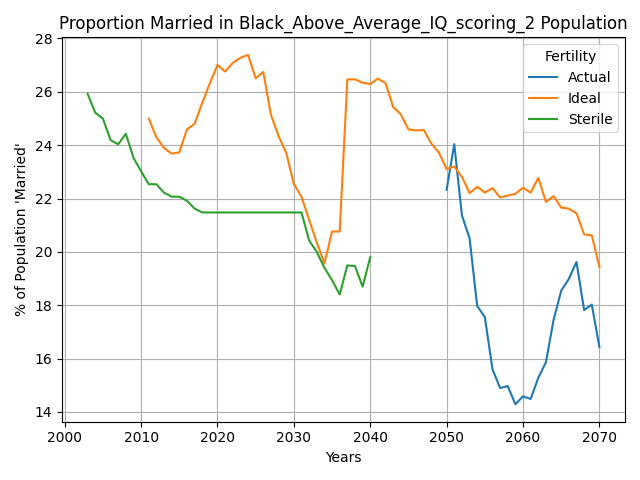 Proportion Married in Black_Above_Average_IQ_scoring_2 Population
% of Population 'Married'
28
26
24
22
20
18
16
14
Fertility
Actual
Ideal
Sterile
2000 2010 2020 2030 2040 2050 2060 2070
Years